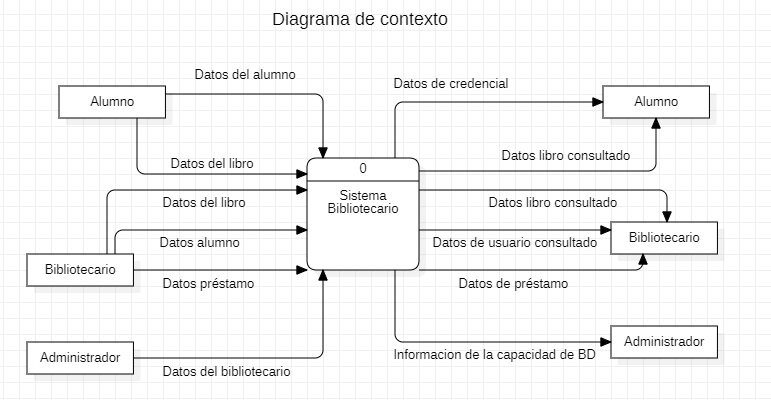 Diagrama de contexto
Datos del alumno
Datos de credencial
Alumno
Alumno
Datos del libro
Datos libro consultado
0
Sistema
Bibliotecario
Datos del libro
Datos libro consultado
Datos alumno
Datos de usuario consultado
Bibliotecario
Bibliotecario
Datos préstamo
Datos de préstamo
Administrador
Administrador
Informacion de la capacidad de BD
Datos del bibliotecario